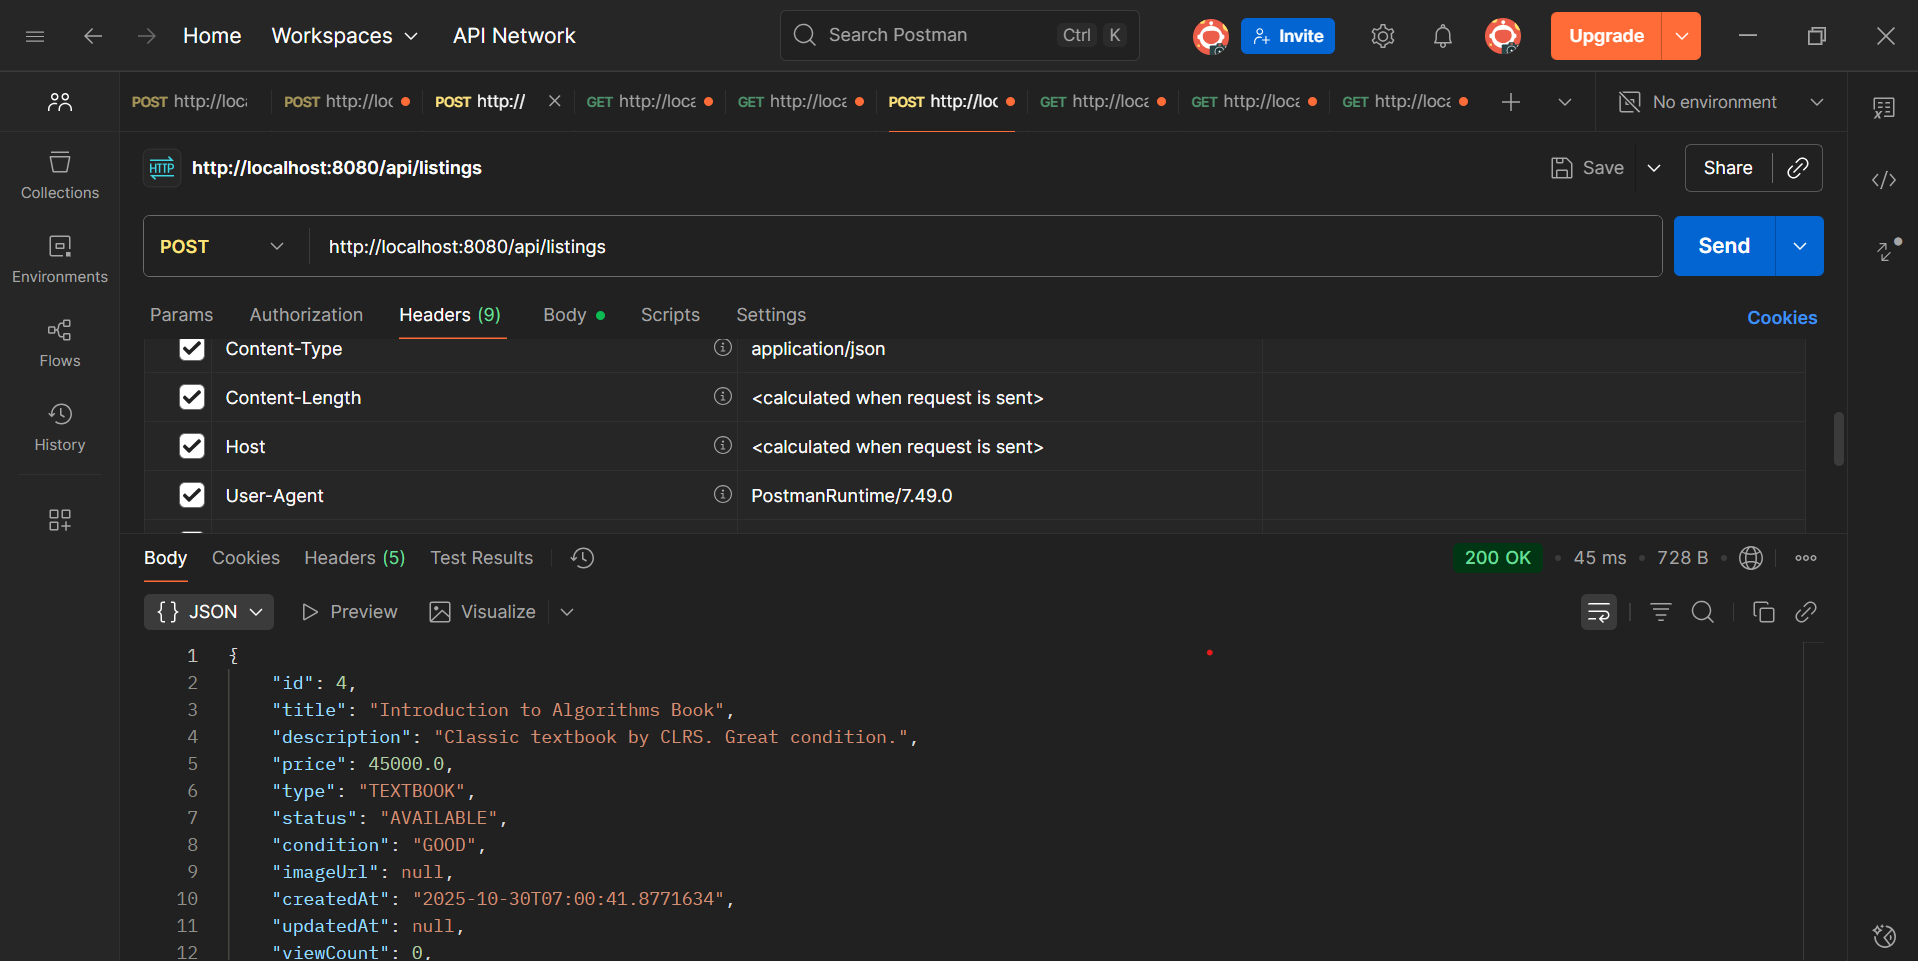 Home Workspaces API Network Search Postman Ctrl K Invite Upgrade
POST http://loca POST http://loc POST http:// GET http://loca GET http://loca POST http://loc GET http://loca GET http://loca GET http://loca No environment
HTTP http://localhost:8080/api/listings Save Share
Collections
POST http://localhost:8080/api/listings Send
Environments
Params Authorization Headers (9) Body Scripts Settings Cookies
Content-Type application/json
Flows
Content-Length <calculated when request is sent>
Host <calculated when request is sent>
History
User-Agent PostmanRuntime/7.49.0
Body Cookies Headers (5) Test Results 200 OK • 45 ms • 728 B •
{} JSON Preview Visualize
1 {
2 "id": 4,
3 "title": "Introduction to Algorithms Book",
4 "description": "Classic textbook by CLRS. Great condition.",
5 "price": 45000.0,
6 "type": "TEXTBOOK",
7 "status": "AVAILABLE",
8 "condition": "GOOD",
9 "imageUrl": null,
10 "createdAt": "2025-10-30T07:00:41.8771634",
11 "updatedAt": null,
12 "viewCount": 0,